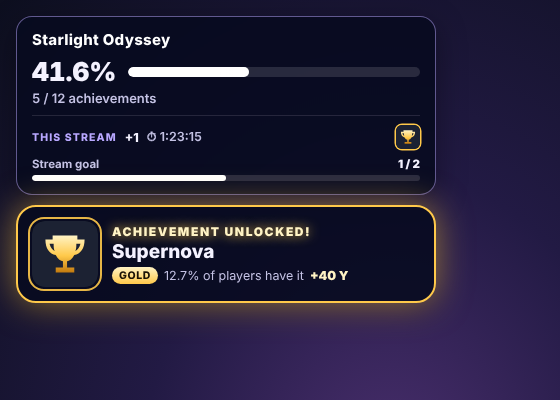 Starlight Odyssey
41.6%
5 / 12 achievements
THIS STREAM +1 ⏱ 1:23:15
Stream goal 1 / 2
ACHIEVEMENT UNLOCKED!
Supernova
GOLD 12.7% of players have it +40 Y